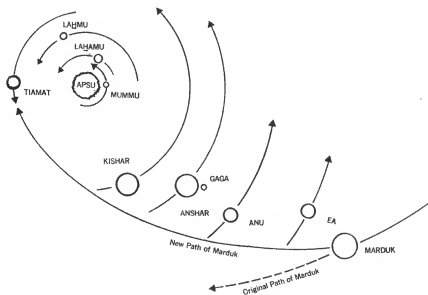 LAHMU
LAHAMU
TIAMAT
APSU
MUMMU
KISHAR
GAGA
ANSHAR
ANU
EA
MARDUK
New Path of Marduk
Original Path of Marduk